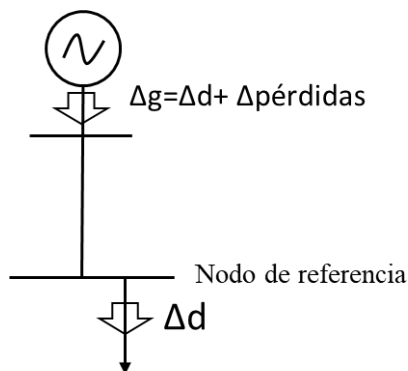 Δg=Δd+ Δpérdidas
Nodo de referencia
Δd